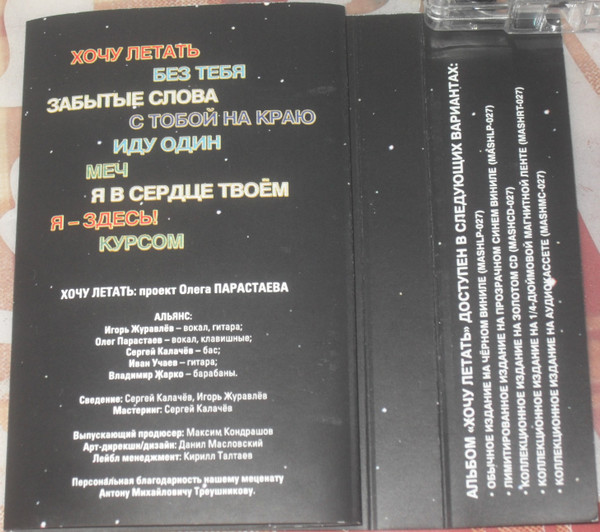 ХОЧУ ЛЕТАТЬ
БЕЗ ТЕБЯ
ЗАБЫТЫЕ СЛОВА
С ТОБОЙ НА КРАЮ
ИДУ ОДИН
МЕЧ
Я В СЕРДЦЕ ТВОЁМ
Я – ЗДЕСЬ!
КУРСОМ
ХОЧУ ЛЕТАТЬ: проект Олега ПАРАСТАЕВА
АЛЬЯНС:
Игорь Журавлёв – вокал, гитара;
Олег Парастаев – вокал, клавишные;
Сергей Калачёв – бас;
Иван Учаев – гитара;
Владимир Жарко – барабаны.
Сведение: Сергей Калачёв, Игорь Журавлёв
Мастеринг: Сергей Калачёв
Выпускающий продюсер: Максим Кондрашов
Арт-дирекшн/дизайн: Данил Масловский
Лейбл менеджмент: Кирилл Талтаев
Персональная благодарность нашему меценату
Антону Михайловичу Треушникову.
АЛЬБОМ «ХОЧУ ЛЕТАТЬ» ДОСТУПЕН В СЛЕДУЮЩИХ ВАРИАНТАХ:
• ОБЫЧНОЕ ИЗДАНИЕ НА ЧЁРНОМ ВИНИЛЕ (MASHLP-027)
• ЛИМИТИРОВАННОЕ ИЗДАНИЕ НА ПРОЗРАЧНОМ СИНЕМ ВИНИЛЕ (MASHLP-027)
• КОЛЛЕКЦИОННОЕ ИЗДАНИЕ НА ЗОЛОТОМ CD (MASHCD-027)
• КОЛЛЕКЦИОННОЕ ИЗДАНИЕ НА 1/4-ДЮЙМОВОЙ МАГНИТНОЙ ЛЕНТЕ (MASHRT-027)
• КОЛЛЕКЦИОННОЕ ИЗДАНИЕ НА АУДИОКАССЕТЕ (MASHMC-027)